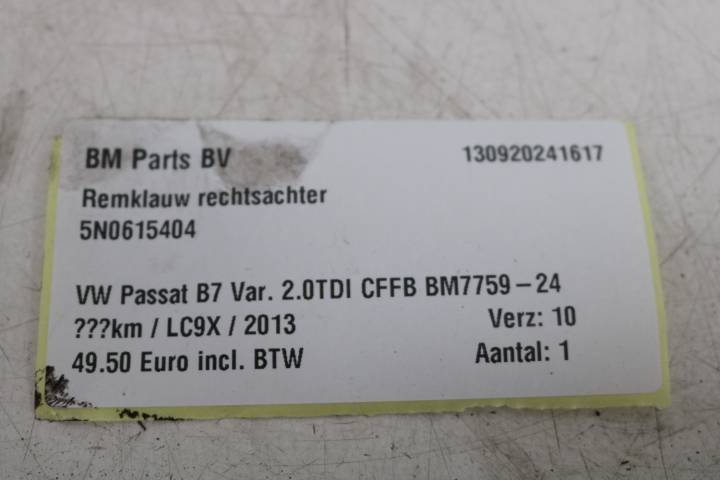 BM Parts BV 130920241617
Remklauw rechtsachter
5N0615404
VW Passat B7 Var. 2.0TDI CFFB BM7759-24
???km / LC9X / 2013 Verz: 10
49.50 Euro incl. BTW Aantal: 1